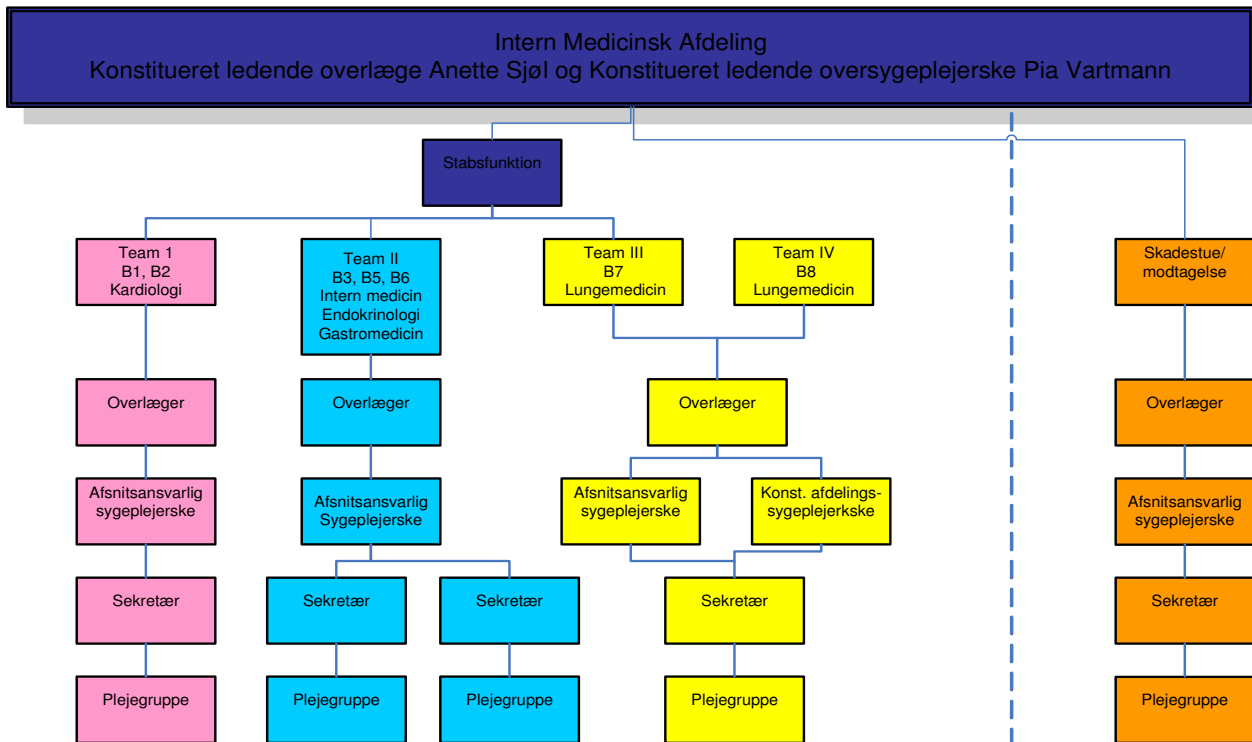 Intern Medicinsk Afdeling
Konstitueret ledende overlæge Anette Sjøl og Konstitueret ledende oversygeplejerske Pia Vartmann
Stabsfunktion
Team 1
B1, B2
Kardiologi
Team II
B3, B5, B6
Intern medicin
Endokrinologi
Gastromedicin
Team III
B7
Lungemedicin
Team IV
B8
Lungemedicin
Skadestue/
modtagelse
Overlæger
Overlæger
Overlæger
Overlæger
Afsnitsansvarlig
sygeplejerske
Afsnitsansvarlig
Sygeplejerske
Afsnitsansvarlig
sygeplejerske
Konst. afdelings-
sygeplejerkske
Afsnitsansvarlig
sygeplejerske
Sekretær
Sekretær
Sekretær
Sekretær
Sekretær
Plejegruppe
Plejegruppe
Plejegruppe
Plejegruppe
Plejegruppe